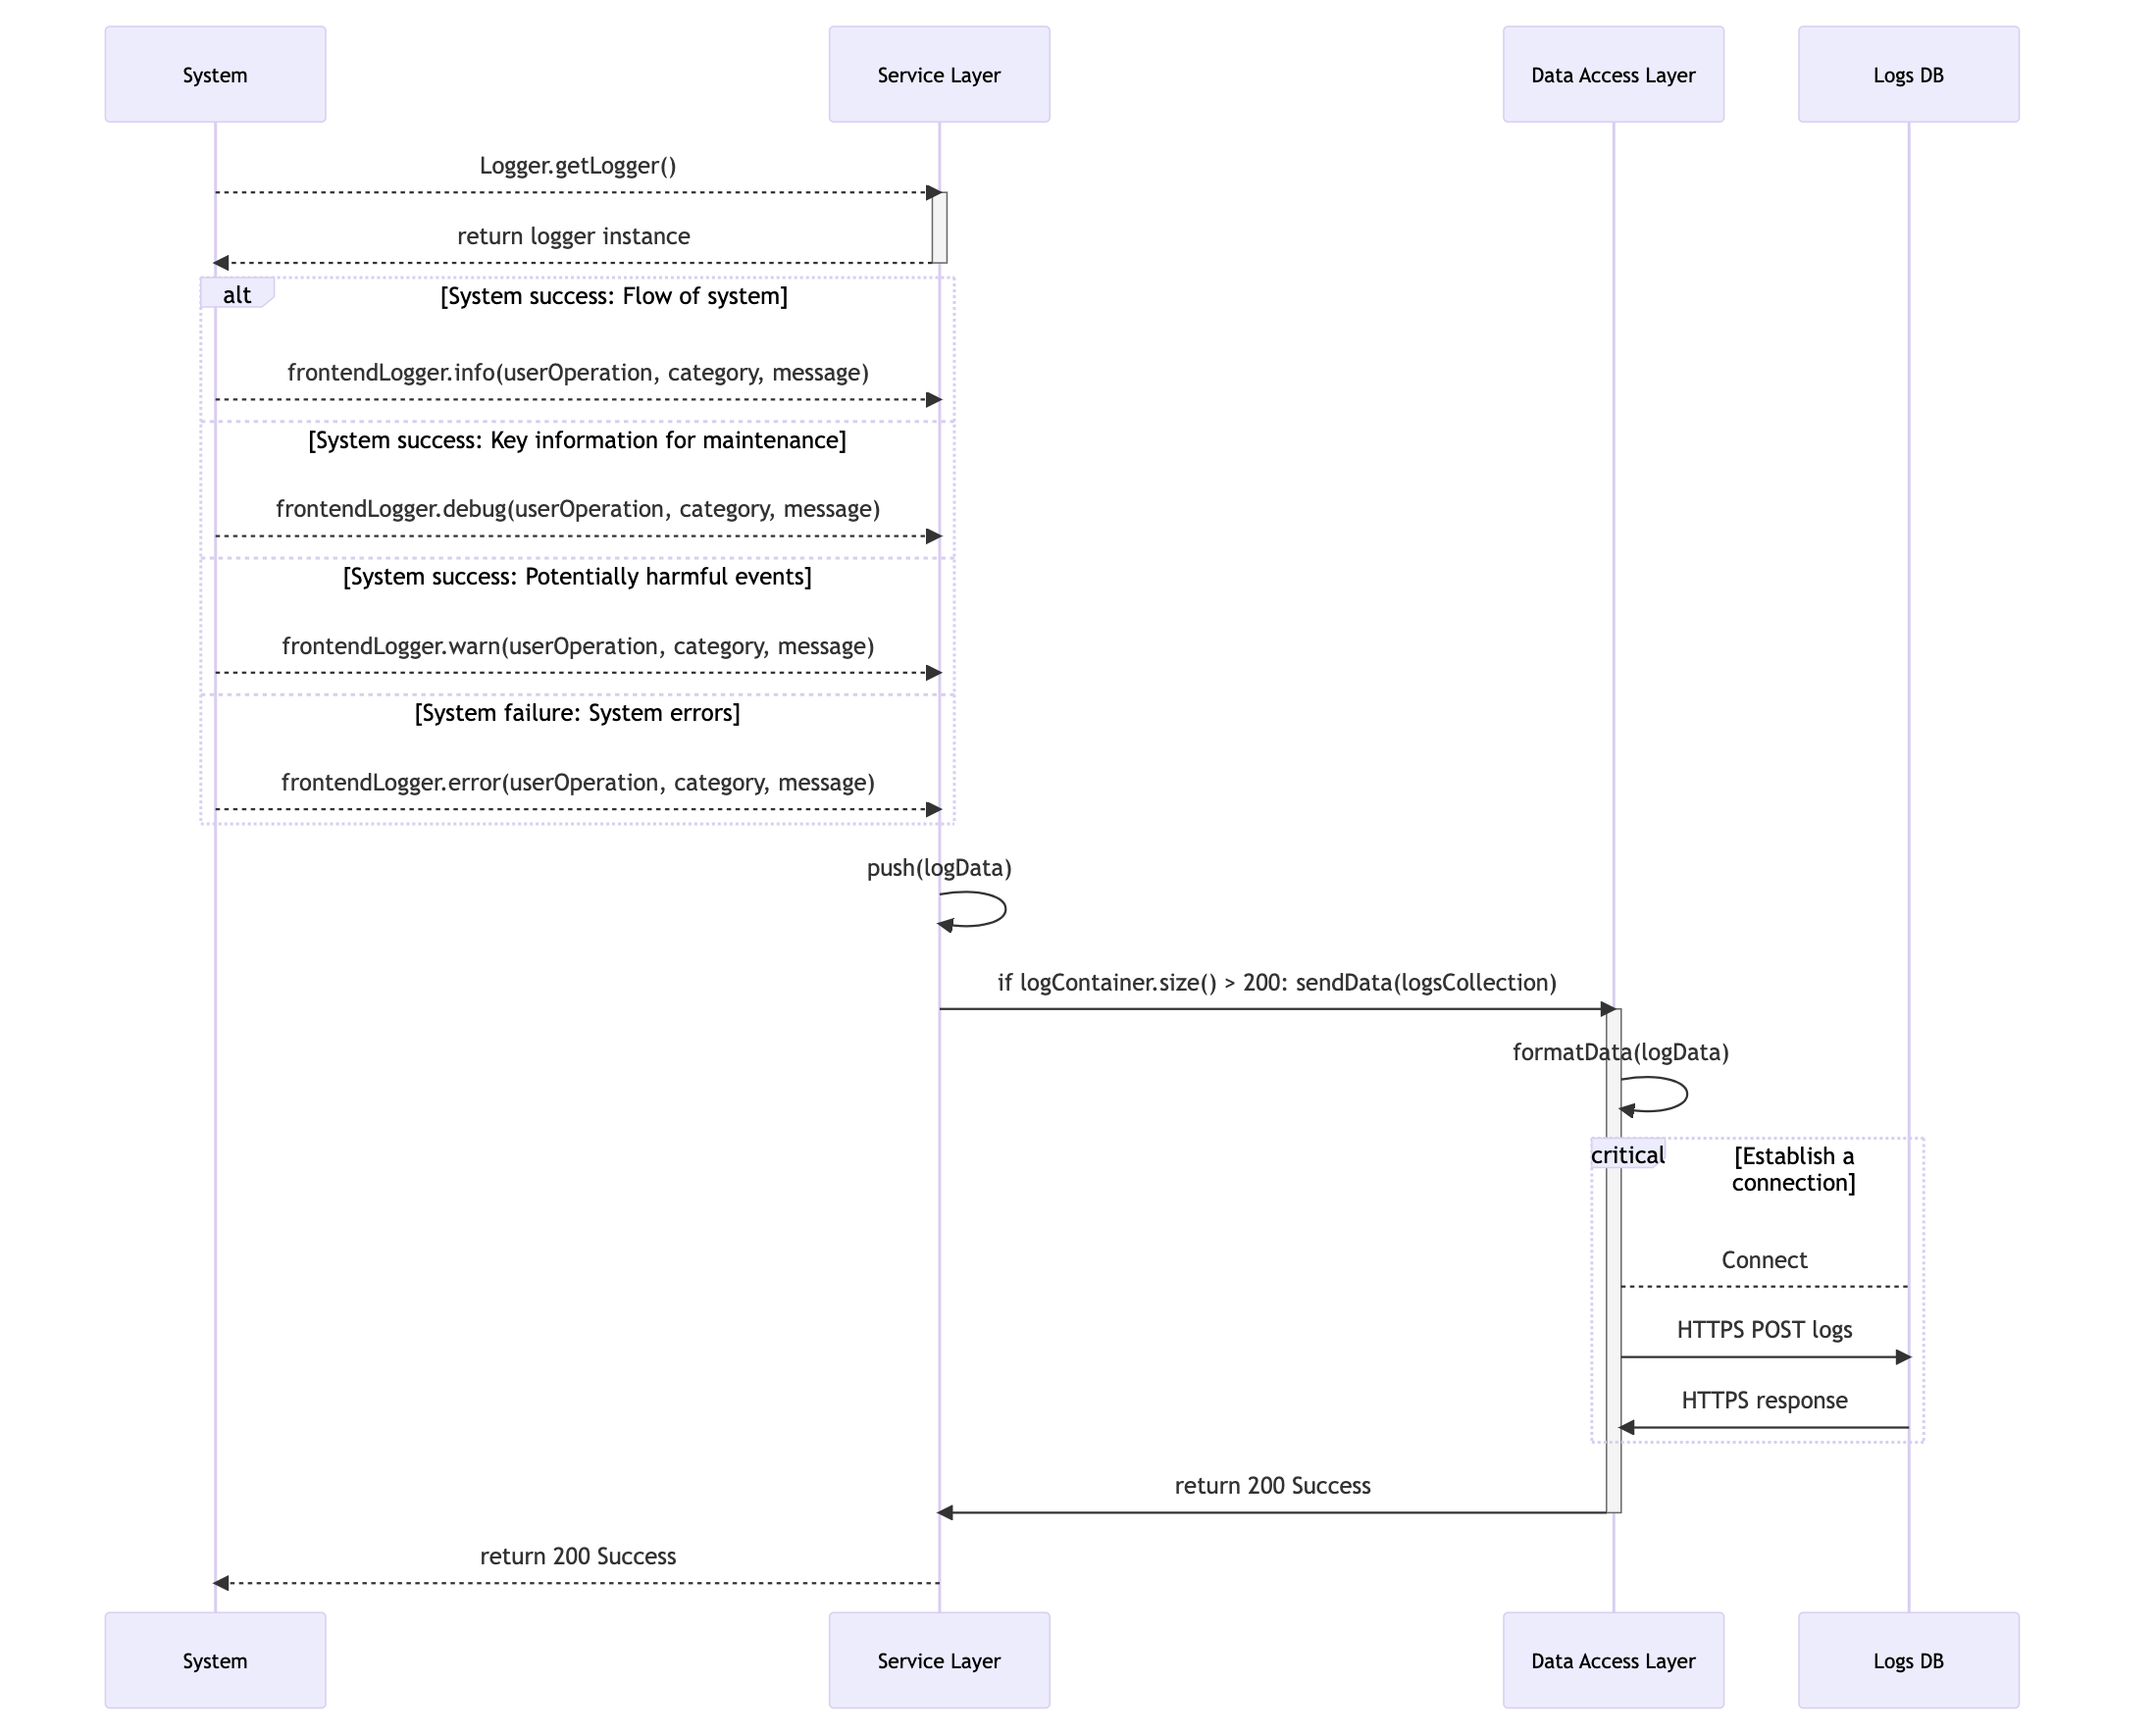 System
Service Layer
Data Access Layer
Logs DB
Logger.getLogger()
return logger instance
alt
[System success: Flow of system]
frontendLogger.info(userOperation, category, message)
[System success: Key information for maintenance]
frontendLogger.debug(userOperation, category, message)
[System success: Potentially harmful events]
frontendLogger.warn(userOperation, category, message)
[System failure: System errors]
frontendLogger.error(userOperation, category, message)
push(logData)
if logContainer.size() > 200: sendData(logsCollection)
formatData(logData)
critical
[Establish a
connection]
Connect
HTTPS POST logs
HTTPS response
return 200 Success
return 200 Success
System
Service Layer
Data Access Layer
Logs DB